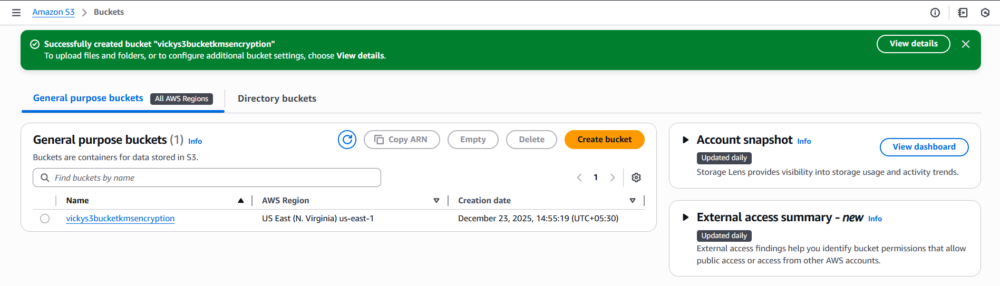 Amazon S3 > Buckets
Successfully created bucket "vickys3bucketkmsencryption"
To upload files and folders, or to configure additional bucket settings, choose View details.
View details
General purpose buckets All AWS Regions Directory buckets
General purpose buckets (1) Info
Copy ARN Empty Delete Create bucket
Buckets are containers for data stored in S3.
Find buckets by name
1
Name AWS Region Creation date
vickys3bucketkmsencryption US East (N. Virginia) us-east-1 December 23, 2025, 14:55:19 (UTC+05:30)
Account snapshot Info
View dashboard
Updated daily
Storage Lens provides visibility into storage usage and activity trends.
External access summary - new Info
Updated daily
External access findings help you identify bucket permissions that allow
public access or access from other AWS accounts.